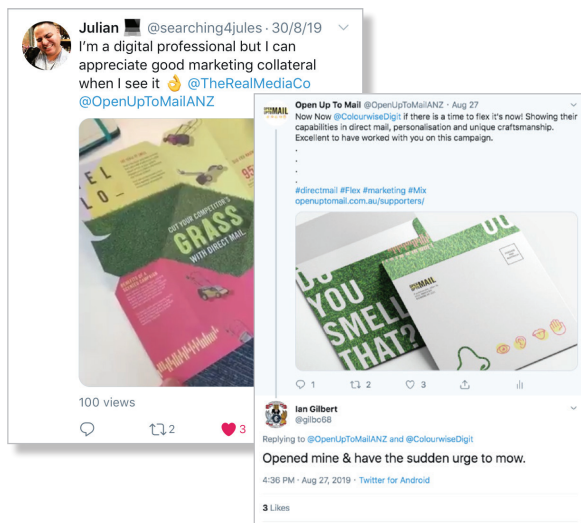 Julian 💻 @searching4jules · 30/8/19
I'm a digital professional but I can
appreciate good marketing collateral
when I see it 👌 @TheRealMediaCo
@OpenUpToMailANZ
CUT YOUR COMPETITOR'S
GRASS
WITH DIRECT MAIL.
100 views
2
3
Open Up To Mail @OpenUpToMailANZ · Aug 27
Now Now @ColourwiseDigit if there is a time to flex it's now! Showing their
capabilities in direct mail, personalisation and unique craftsmanship.
Excellent to have worked with you on this campaign.
.
.
.
.
#directmail #Flex #marketing #Mix
openuptomail.com.au/supporters/
YOU
SMELL
THAT?
MAIL
1
2
3
Ian Gilbert
@gilbc68
Replying to @OpenUpToMailANZ and @ColourwiseDigit
Opened mine & have the sudden urge to mow.
4:36 PM · Aug 27, 2019 · Twitter for Android
3 Likes